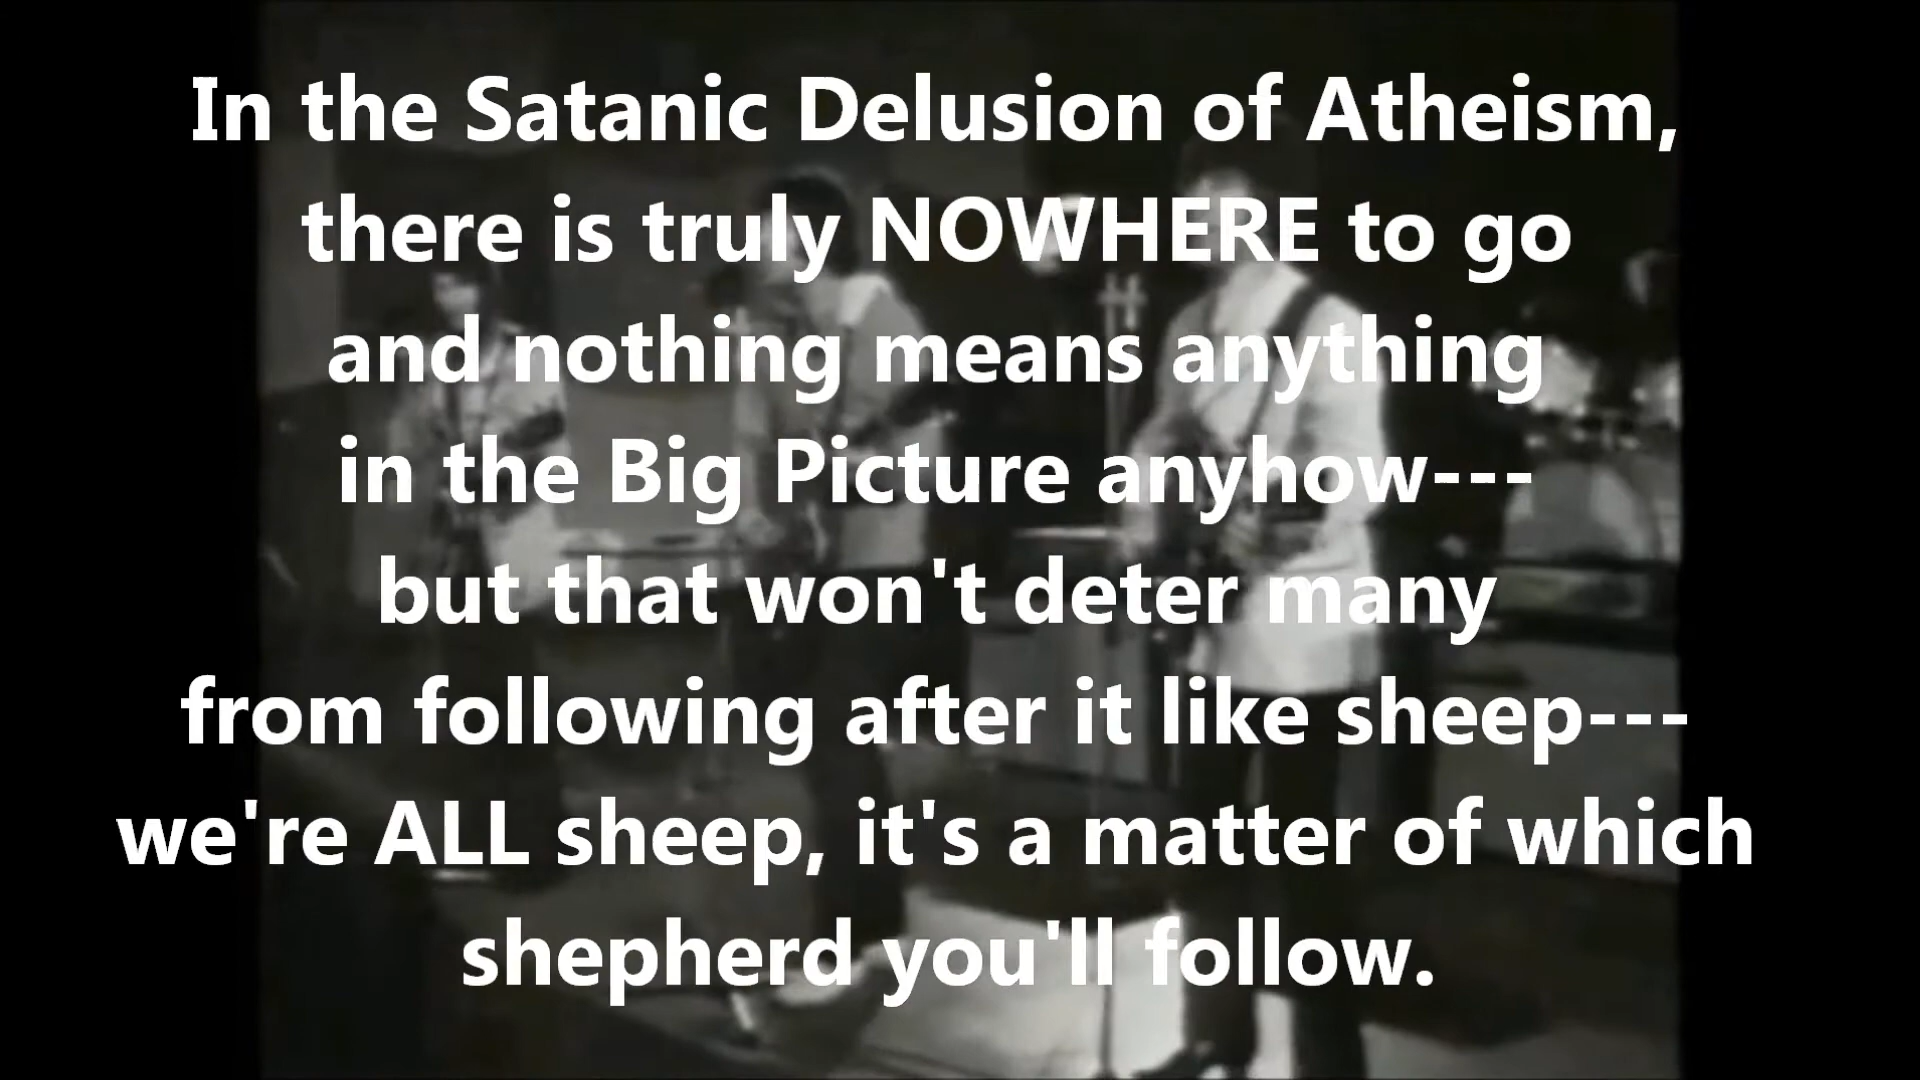 In the Satanic Delusion of Atheism,
there is truly NOWHERE to go
and nothing means anything
in the Big Picture anyhow---
but that won't deter many
from following after it like sheep---
we're ALL sheep, it's a matter of which
shepherd you'll follow.